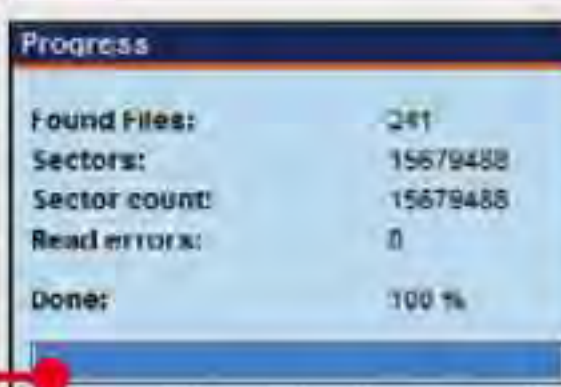 Progress
Found Files: 241
Sectors: 15679488
Sector count: 15679488
Read errors: 0
Done: 100 %